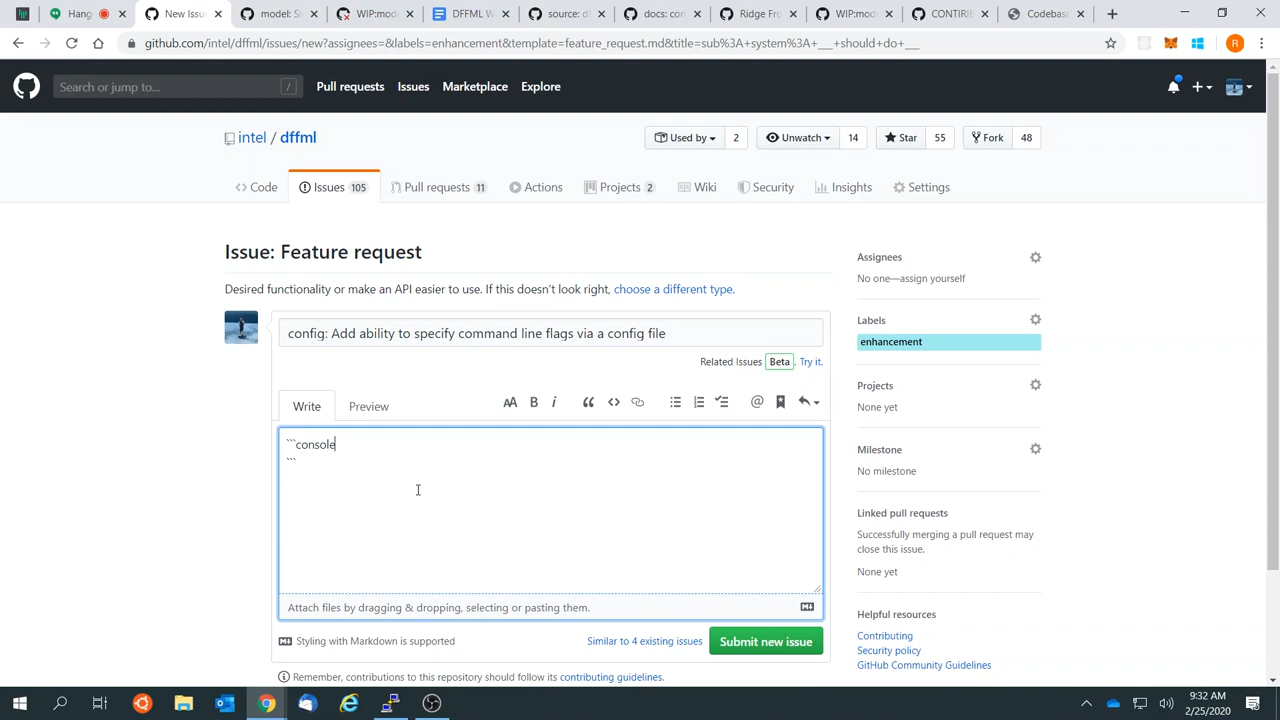 Hang
New Issu
model: Si
WIP:mod
DFFML W
source: d
docs: con
Ridge Fro
WIP:mod
CONTIRIE
Codebas
github.com/intel/dffml/issues/new?assignees=&labels=enhancement&template=feature_request.md&title=sub%3A+system%3A+___+should+do+___
R
Search or jump to...
/
Pull requests
Issues
Marketplace
Explore
intel / dffml
Used by
2
Unwatch
14
Star
55
Fork
48
Code
Issues 105
Pull requests 11
Actions
Projects 2
Wiki
Security
Insights
Settings
Issue: Feature request
Desired functionality or make an API easier to use. If this doesn't look right, choose a different type.
config: Add ability to specify command line flags via a config file
Related Issues Beta. Try it.
Write
Preview
AA B i
```console
```
Attach files by dragging & dropping, selecting or pasting them.
Styling with Markdown is supported
Similar to 4 existing issues
Submit new issue
Remember, contributions to this repository should follow its contributing guidelines.
Assignees
No one—assign yourself
Labels
enhancement
Projects
None yet
Milestone
No milestone
Linked pull requests
Successfully merging a pull request may
close this issue.
None yet
Helpful resources
Contributing
Security policy
GitHub Community Guidelines
9:32 AM
2/25/2020